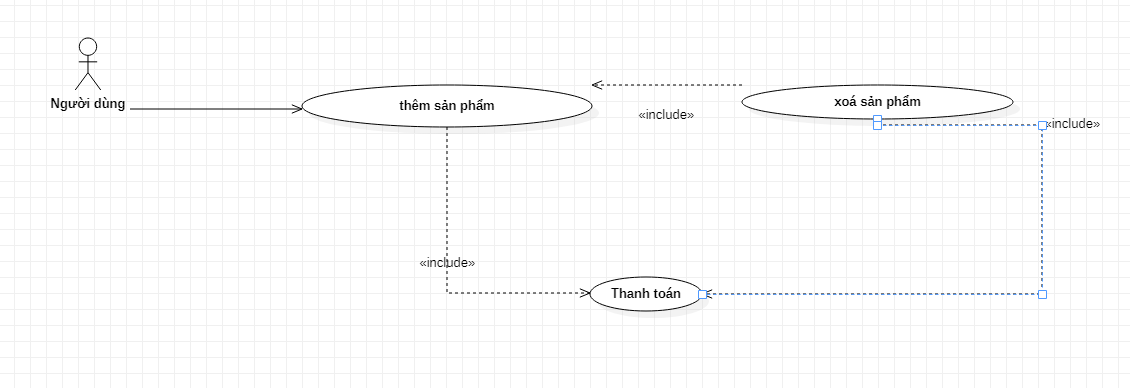 Người dùng
thêm sản phẩm
xoá sản phẩm
«include»
«include»
«include»
Thanh toán